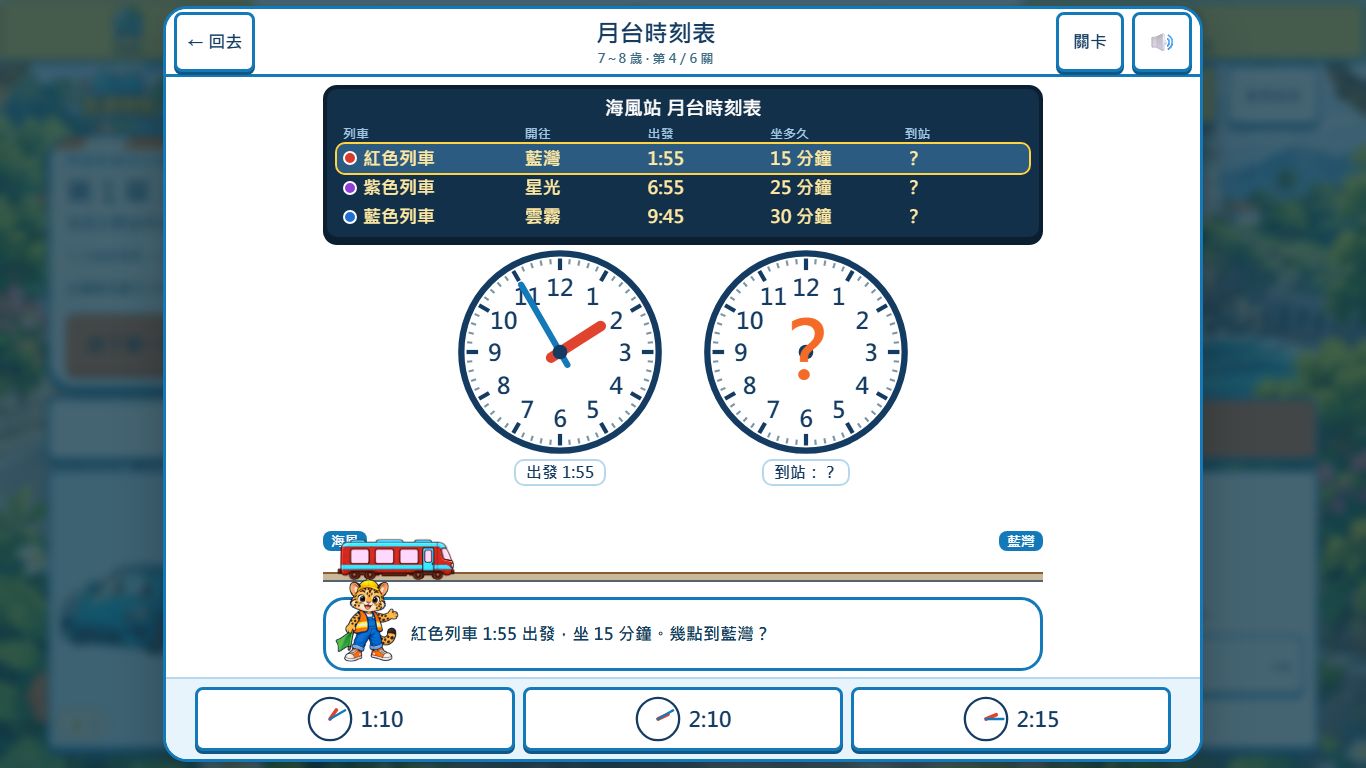 ← 回去
月台時刻表
7~8 歲 · 第 4 / 6 關
關卡
海風站 月台時刻表
列車 開往 出發 坐多久 到站
紅色列車 藍灣 1:55 15 分鐘 ?
紫色列車 星光 6:55 25 分鐘 ?
藍色列車 雲霧 9:45 30 分鐘 ?
12 1 2 3 4 5 6 7 8 9 10 11
12 1 2 3 4 5 6 7 8 9 10 11
?
出發 1:55
到站：?
海風
藍灣
紅色列車 1:55 出發，坐 15 分鐘。幾點到藍灣？
1:10
2:10
2:15